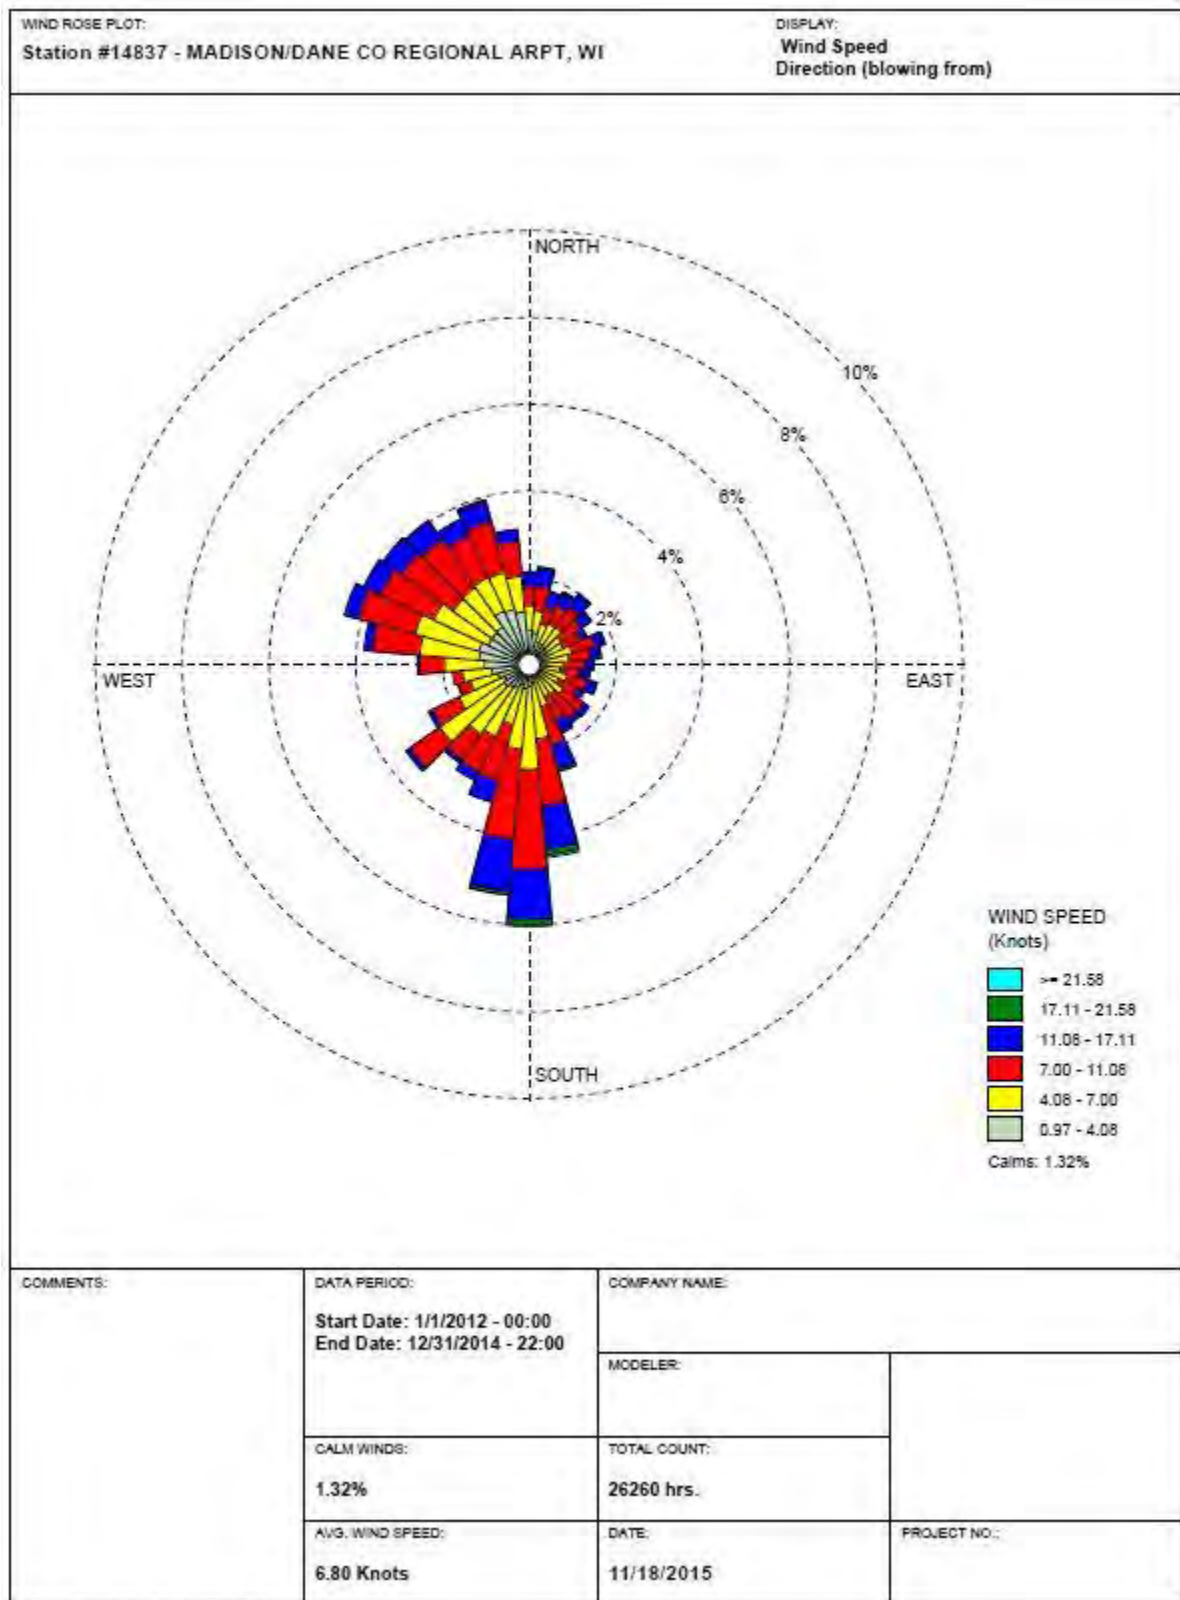 WIND ROSE PLOT:
Station #14837 - MADISON/DANE CO REGIONAL ARPT, WI
DISPLAY:
Wind Speed
Direction (blowing from)
NORTH
10%
8%
6%
4%
2%
WEST
EAST
SOUTH
WIND SPEED
(Knots)
>= 21.58
17.11 - 21.58
11.08 - 17.11
7.00 - 11.08
4.08 - 7.00
0.97 - 4.08
Calms: 1.32%
COMMENTS:
DATA PERIOD:
Start Date: 1/1/2012 - 00:00
End Date: 12/31/2014 - 22:00
COMPANY NAME:
MODELER:
CALM WINDS:
1.32%
TOTAL COUNT:
26260 hrs.
AVG. WIND SPEED:
6.80 Knots
DATE:
11/18/2015
PROJECT NO.: